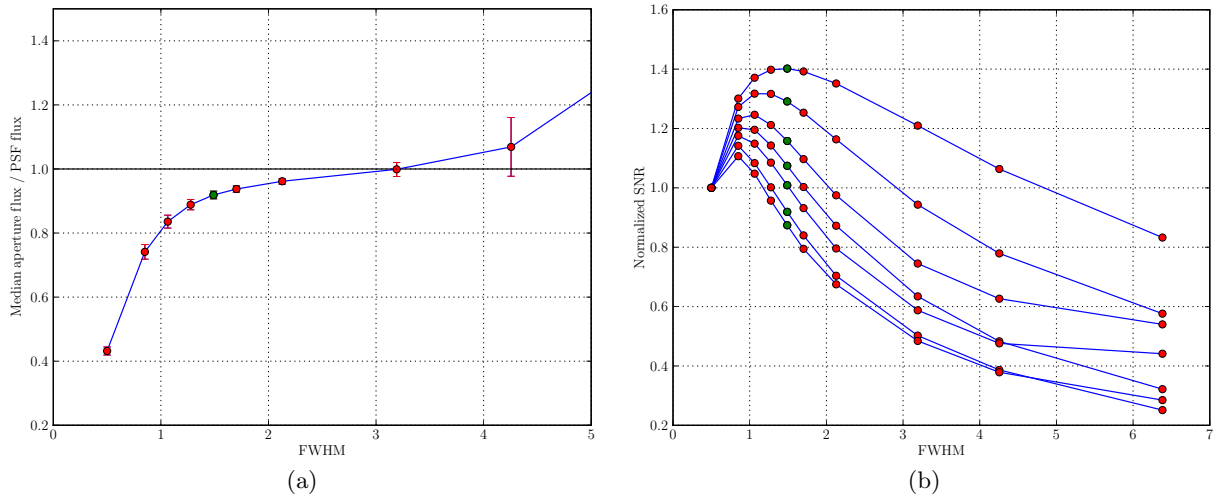 1.4
1.2
1.0
0.8
0.6
0.4
0.2
Median aperture flux / PSF flux
0 1 2 3 4 5
FWHM
(a)
1.6
1.4
1.2
1.0
0.8
0.6
0.4
0.2
Normalized SNR
0 1 2 3 4 5 6 7
FWHM
(b)